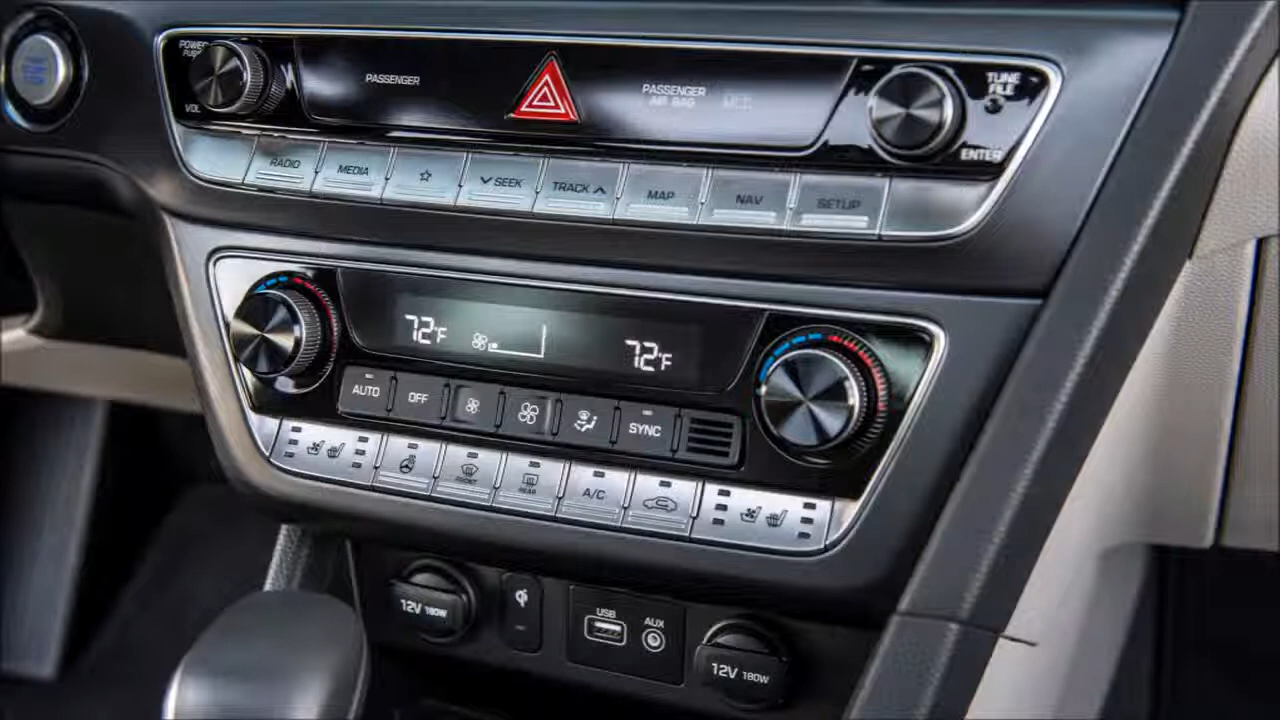 POWER
PUSH
VOL
PASSENGER
PASSENGER
AIR BAG
TUNE
FILE
ENTER
RADIO
MEDIA
SEEK
TRACK
MAP
NAV
SETUP
72°F
72°F
AUTO
OFF
SYNC
FRONT
REAR
A/C
12V 180W
USB
AUX
12V 180W